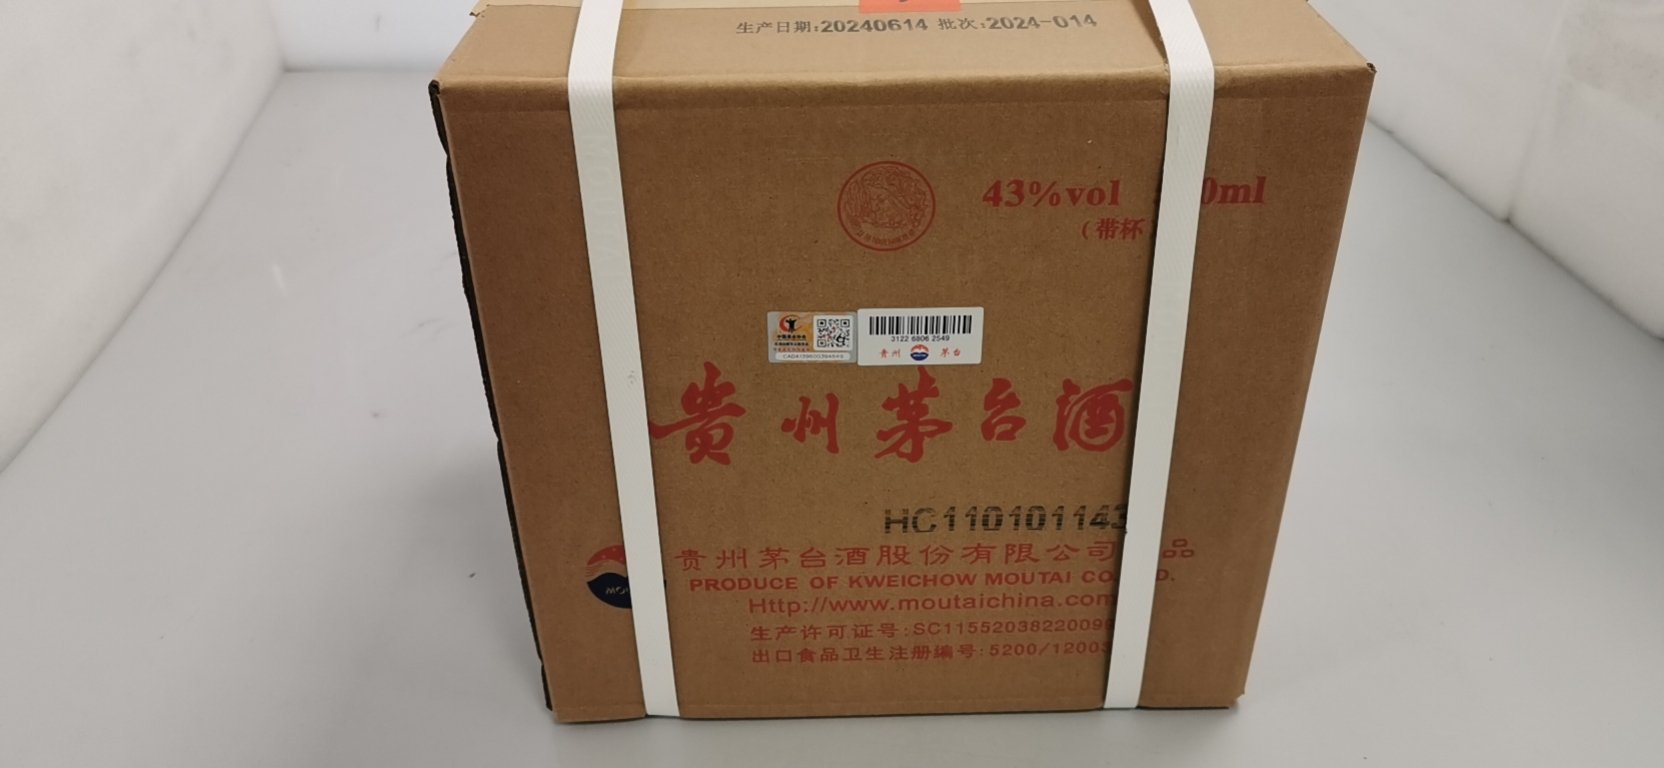 生产日期:20240614 批次:2024-014
43%vol 0ml
(带杯
3122 6806 2549
贵州 茅台
贵州茅台酒
HC110101143
贵州茅台酒股份有限公司 品
PRODUCE OF KWEICHOW MOUTAI CO D.
Http://www.moutaichina.com
MOU
生产许可证号:SC1155203822009
出口食品卫生注册编号:5200/12003